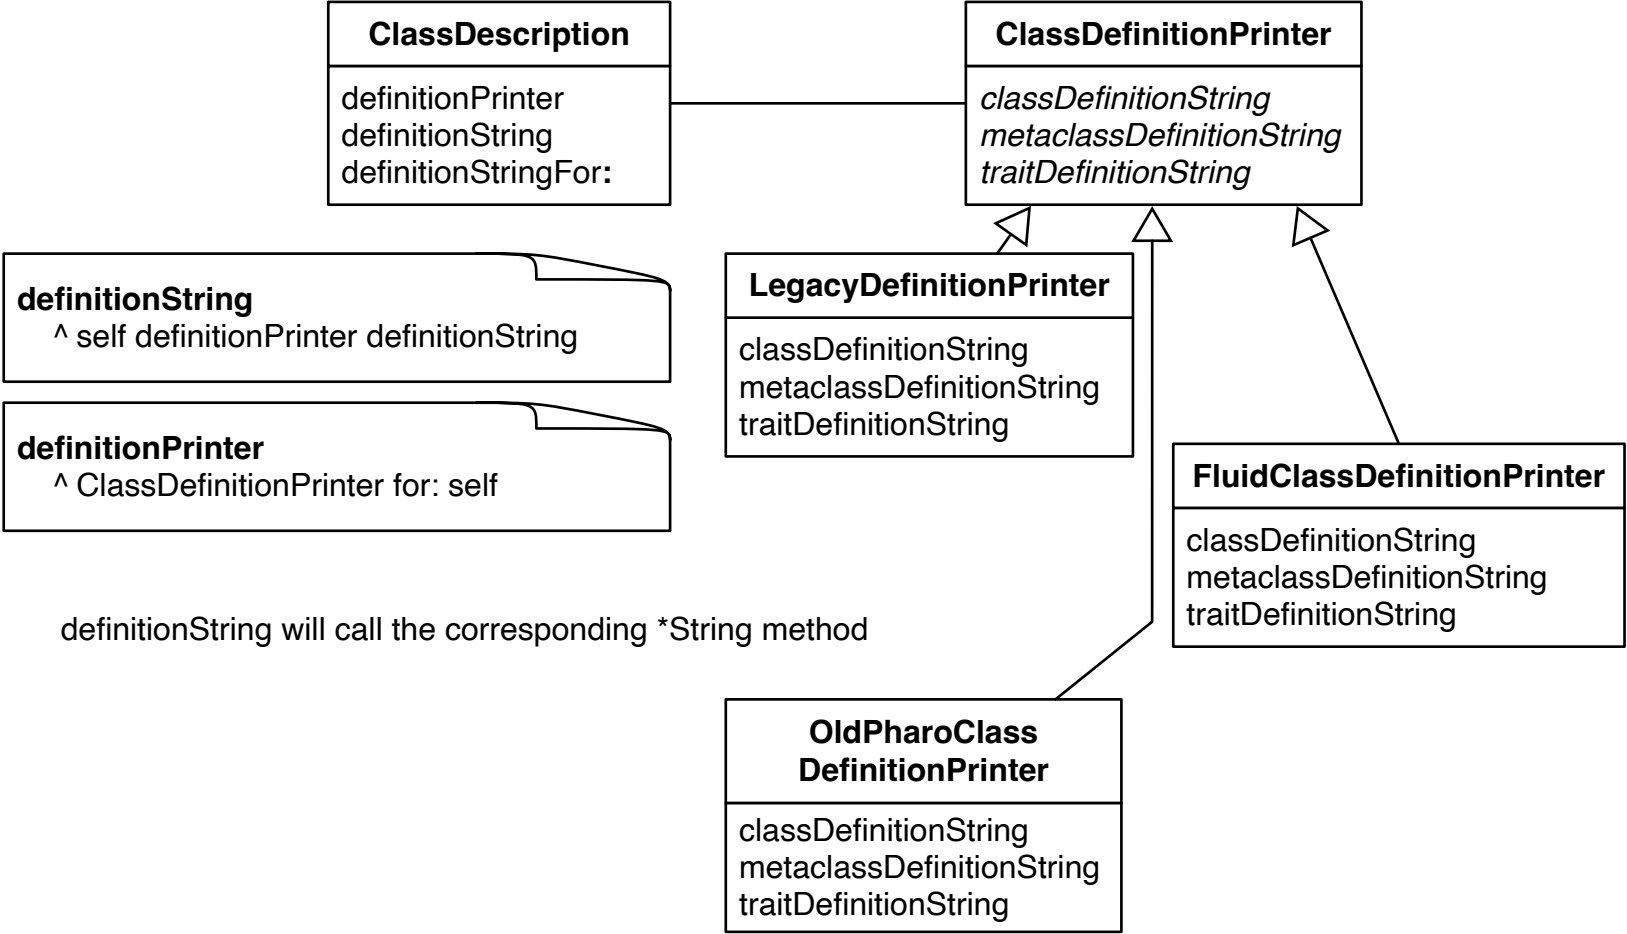 ClassDescription
definitionPrinter
definitionString
definitionStringFor:
ClassDefinitionPrinter
classDefinitionString
metaclassDefinitionString
traitDefinitionString
definitionString
^ self definitionPrinter definitionString
definitionPrinter
^ ClassDefinitionPrinter for: self
LegacyDefinitionPrinter
classDefinitionString
metaclassDefinitionString
traitDefinitionString
FluidClassDefinitionPrinter
classDefinitionString
metaclassDefinitionString
traitDefinitionString
definitionString will call the corresponding *String method
OldPharoClass
DefinitionPrinter
classDefinitionString
metaclassDefinitionString
traitDefinitionString